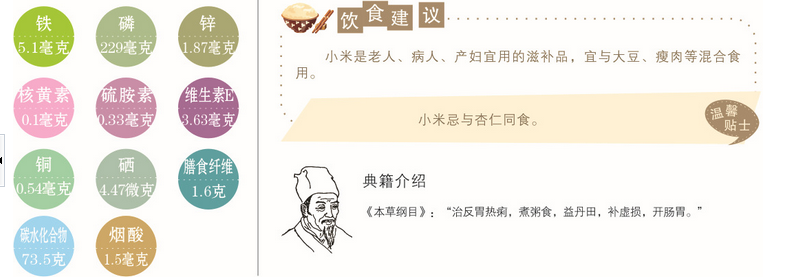 铁
5.1毫克
磷
229毫克
锌
1.87毫克
核黄素
0.1毫克
硫胺素
0.33毫克
维生素E
3.63毫克
铜
0.54毫克
硒
4.47微克
膳食纤维
1.6克
碳水化合物
73.5克
烟酸
1.5毫克
饮食建议
小米是老人、病人、产妇宜用的滋补品，宜与大豆、瘦肉等混合食
用。
小米忌与杏仁同食。
温馨
贴士
典籍介绍
《本草纲目》：“治反胃热痢，煮粥食，益丹田，补虚损，开肠胃。”